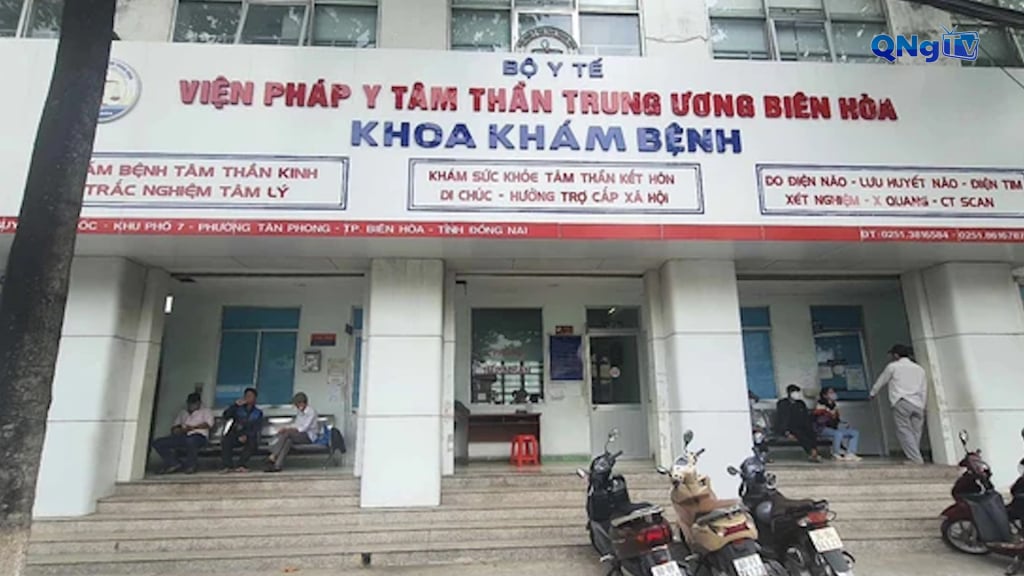 QNgTV
BỘ Y TẾ
VIỆN PHÁP Y TÂM THẦN TRUNG ƯƠNG BIÊN HÒA
KHOA KHÁM BỆNH
ÁM BỆNH TÂM THẦN KINH
TRẮC NGHIỆM TÂM LÝ
KHÁM SỨC KHỎE TÂM THẦN KẾT HÔN
DI CHÚC - HƯỞNG TRỢ CẤP XÃ HỘI
ĐO ĐIỆN NÃO - LƯU HUYẾT NÃO - ĐIỆN TIM
XÉT NGHIỆM - X QUANG - CT SCAN
ỐC - KHU PHỐ 7 - PHƯỜNG TÂN PHONG - TP. BIÊN HÒA - TỈNH ĐỒNG NAI
ĐT: 0251.3816584 - 0251.8616767